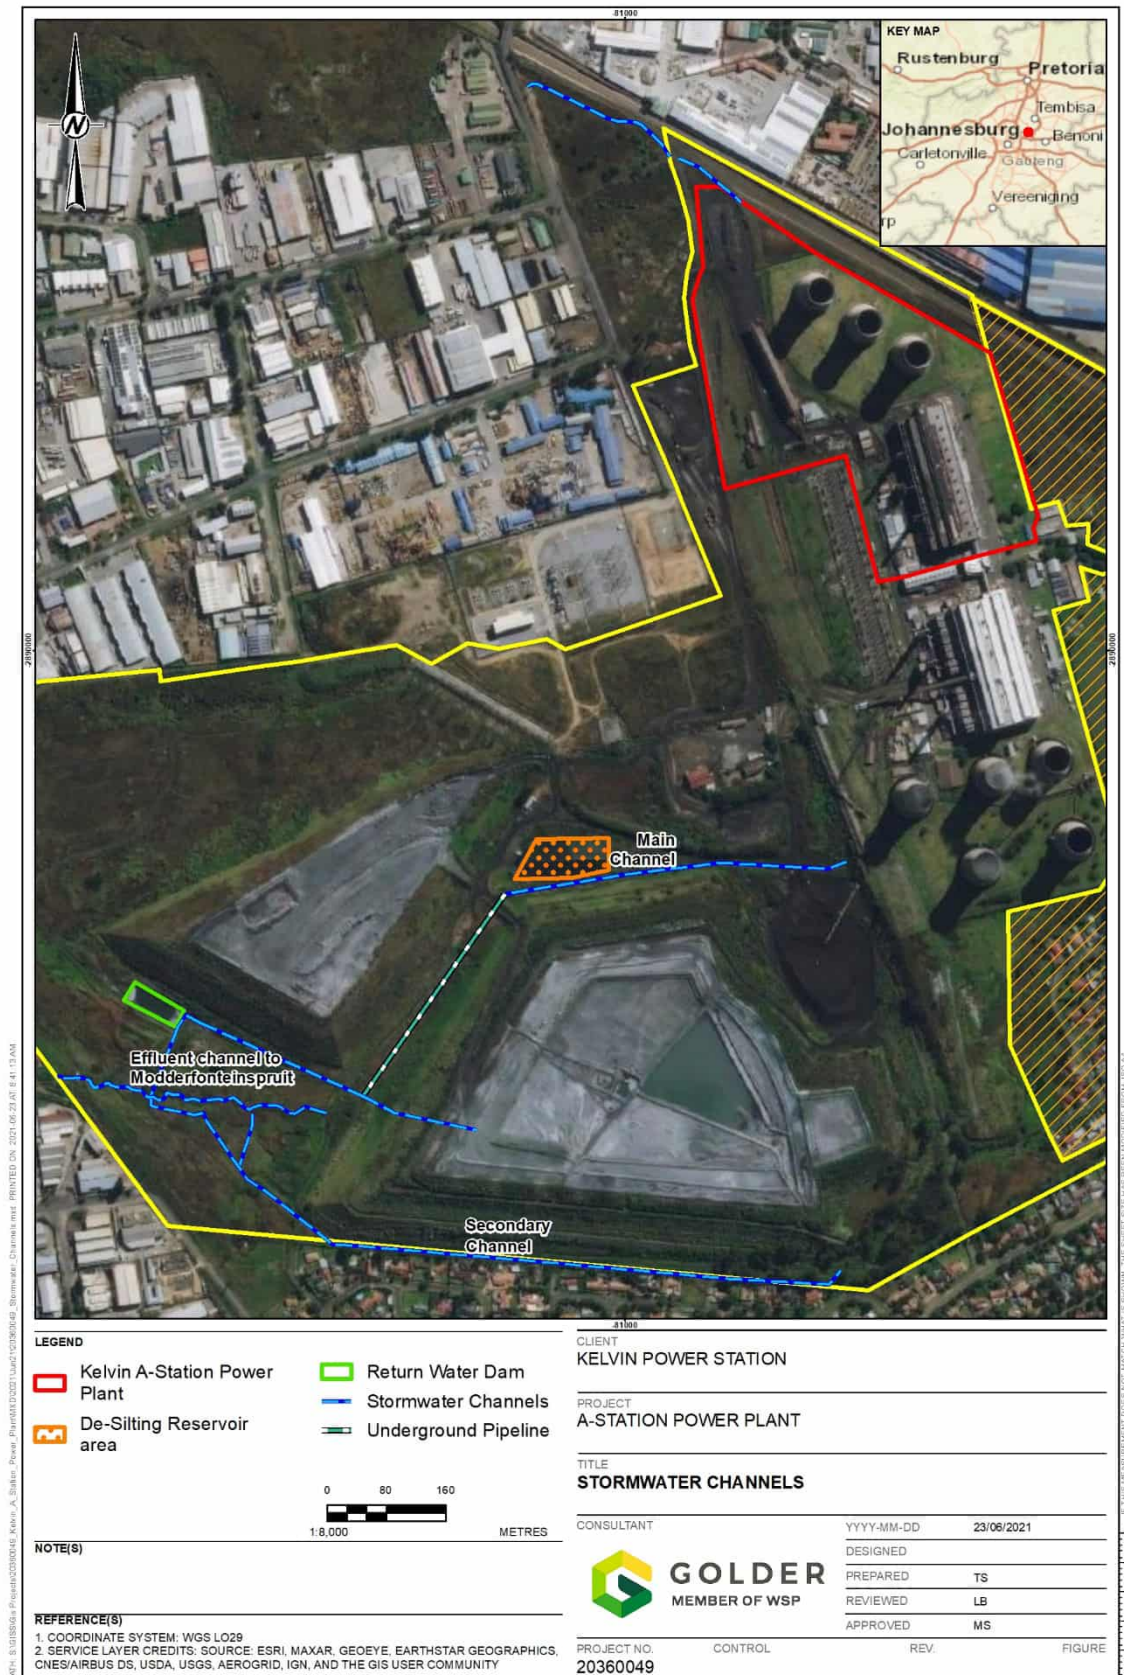 -81000
KEY MAP
Rustenburg
Pretoria
Tembisa
Johannesburg
Benoni
Carletonville
Gauteng
Vereeniging
rp
N
-2890000
-2890000
Main
Channel
Effluent channel to
Modderfonteinspruit
Secondary
Channel
-81000
LEGEND
Kelvin A-Station Power
Plant
De-Silting Reservoir
area
Return Water Dam
Stormwater Channels
Underground Pipeline
0 80 160
1:8,000 METRES
NOTE(S)
REFERENCE(S)
1. COORDINATE SYSTEM: WGS LO29
2. SERVICE LAYER CREDITS: SOURCE: ESRI, MAXAR, GEOEYE, EARTHSTAR GEOGRAPHICS,
CNES/AIRBUS DS, USDA, USGS, AEROGRID, IGN, AND THE GIS USER COMMUNITY
CLIENT
KELVIN POWER STATION
PROJECT
A-STATION POWER PLANT
TITLE
STORMWATER CHANNELS
CONSULTANT
GOLDER
MEMBER OF WSP
YYYY-MM-DD 23/06/2021
DESIGNED
PREPARED TS
REVIEWED LB
APPROVED MS
PROJECT NO. CONTROL REV. FIGURE
20360049